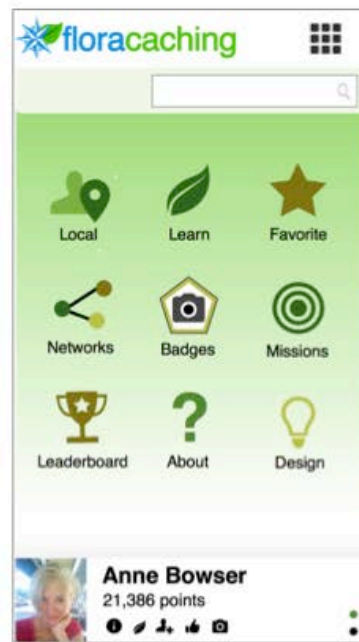 floracaching
Local Learn Favorite
Networks Badges Missions
Leaderboard About Design
Anne Bowser
21,386 points